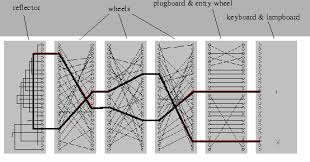 plugboard & entry wheel
reflector
wheels
keyboard & lampboard